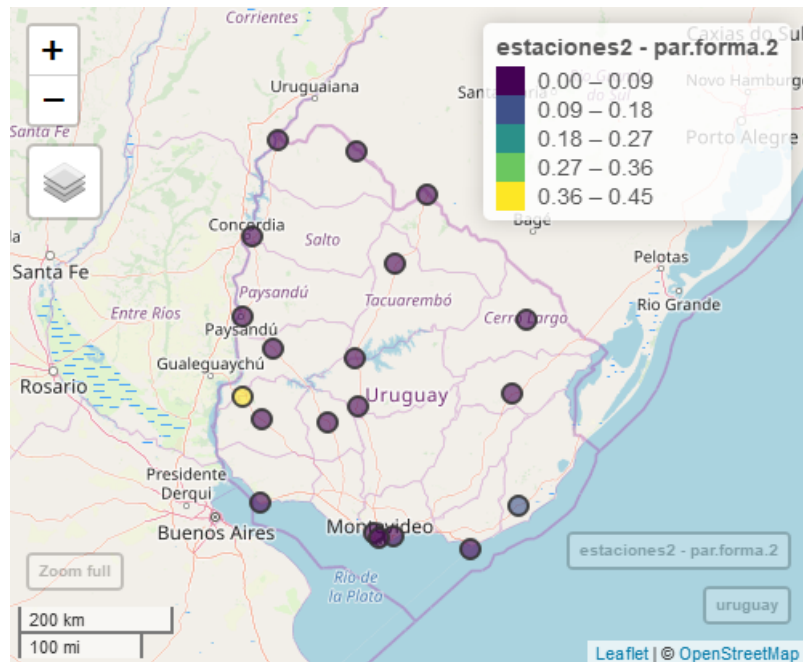 +
−
Corrientes
Uruguaiana
Santa Fe
la
Santa Fe
Concordia
Salto
Entre Ríos
Paysandú
Paysandú
Tacuarembó
Cerro Largo
Gualeguaychú
Rosario
Uruguay
Presidente
Derqui
Buenos Aires
Montevideo
Río de
la Plata
Bagé
Pelotas
Rio Grande
Caxias do Sul
Novo Hamburgo
Porto Alegre
estaciones2 - par.forma.2
0.00 – 0.09
0.09 – 0.18
0.18 – 0.27
0.27 – 0.36
0.36 – 0.45
Zoom full
estaciones2 - par.forma.2
uruguay
200 km
100 mi
Leaflet | © OpenStreetMap